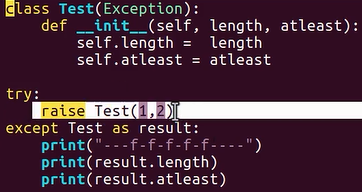 class Test(Exception):
    def __init__(self, length, atleast):
        self.length =  length
        self.atleast = atleast

try:
    raise Test(1,2)
except Test as result:
    print("---f-f-f-f-f----")
    print(result.length)
    print(result.atleast)